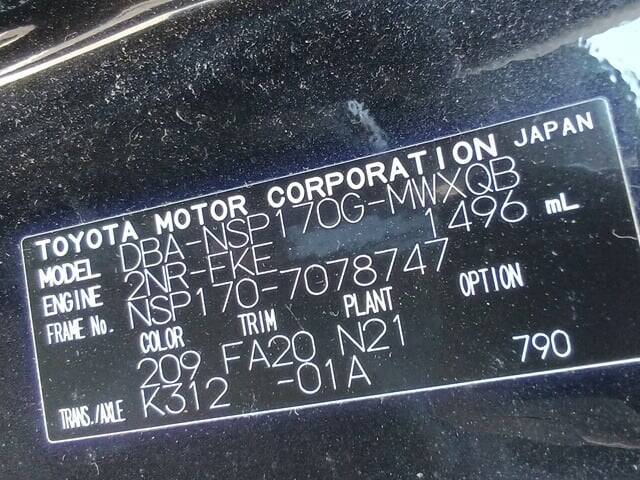 TOYOTA MOTOR CORPORATION JAPAN
MODEL DBA-NSP170G-MWXQB
ENGINE 2NR-FKE 1496 mL
FRAME No. NSP170-7078747
COLOR TRIM PLANT OPTION
209 FA20 N21
TRANS./AXLE K312 -01A 790